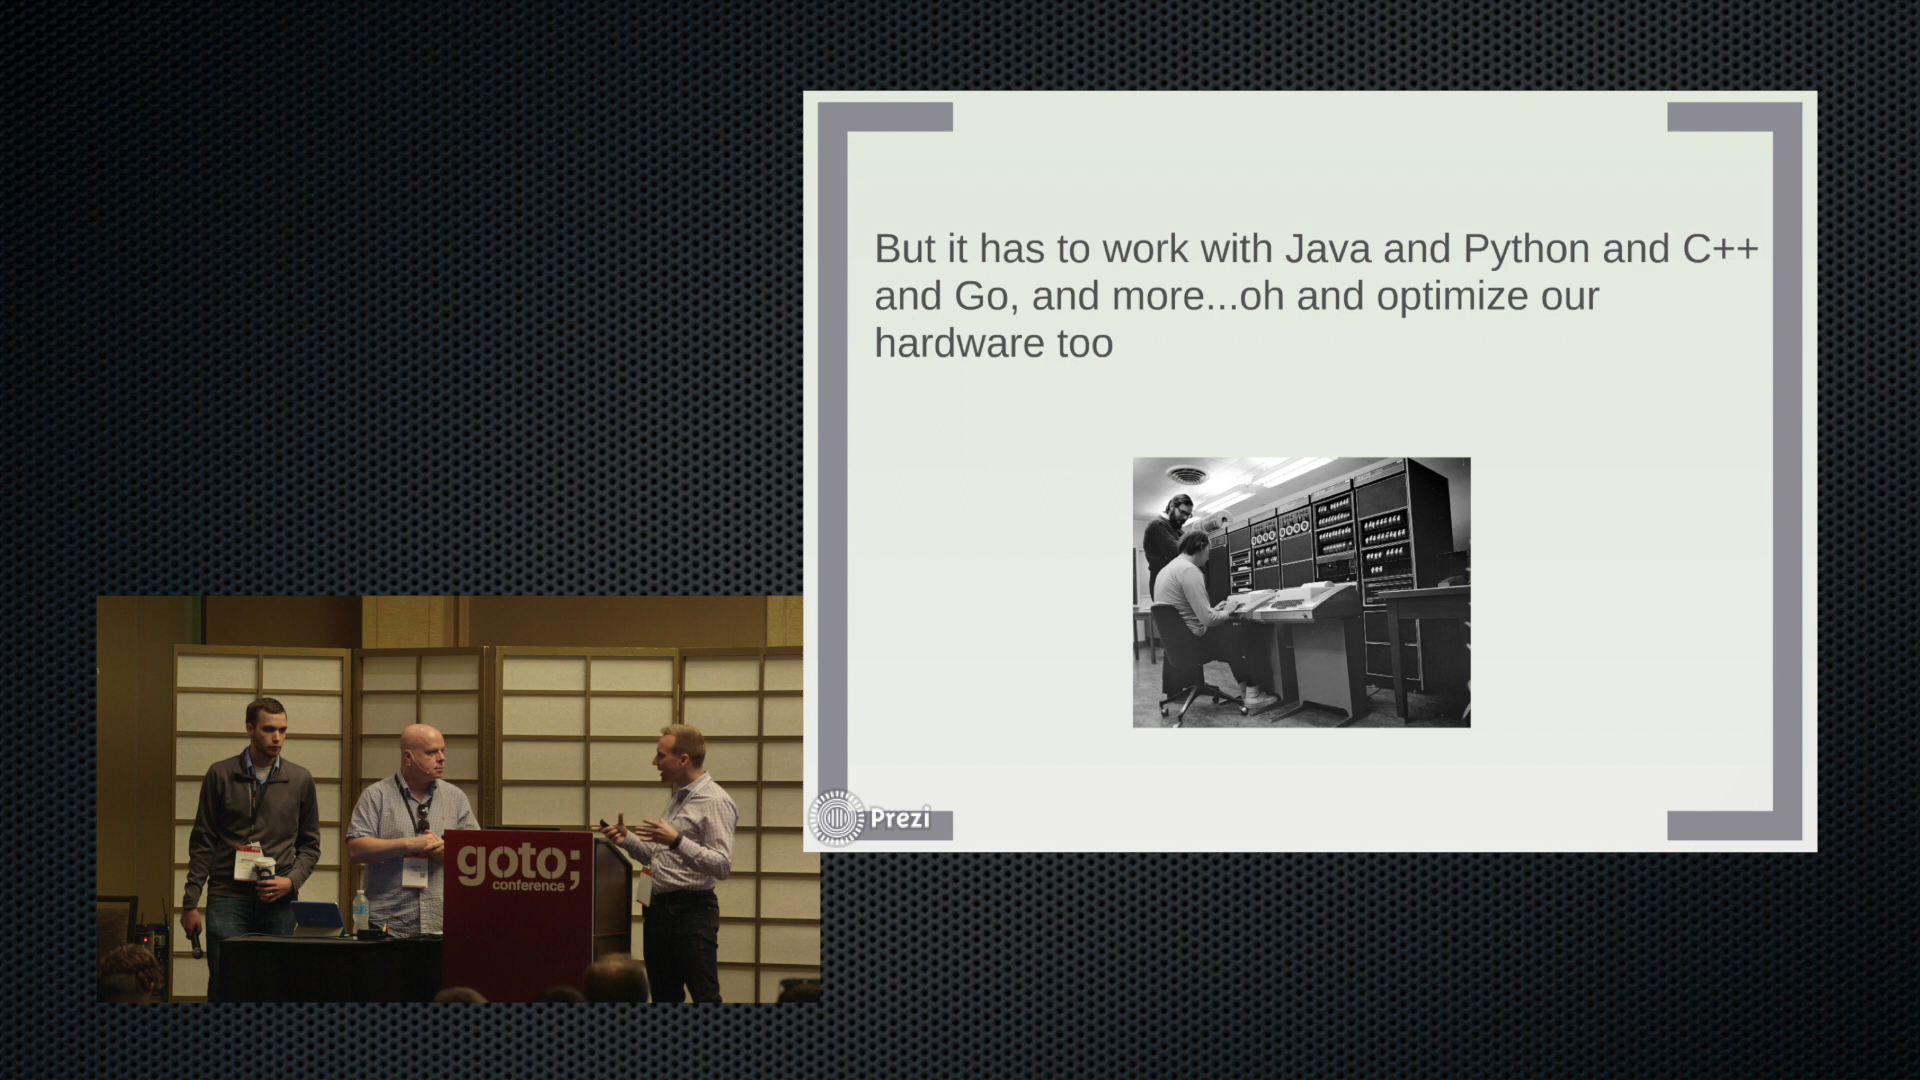 But it has to work with Java and Python and C++
and Go, and more...oh and optimize our
hardware too
Prezi
goto;
conference